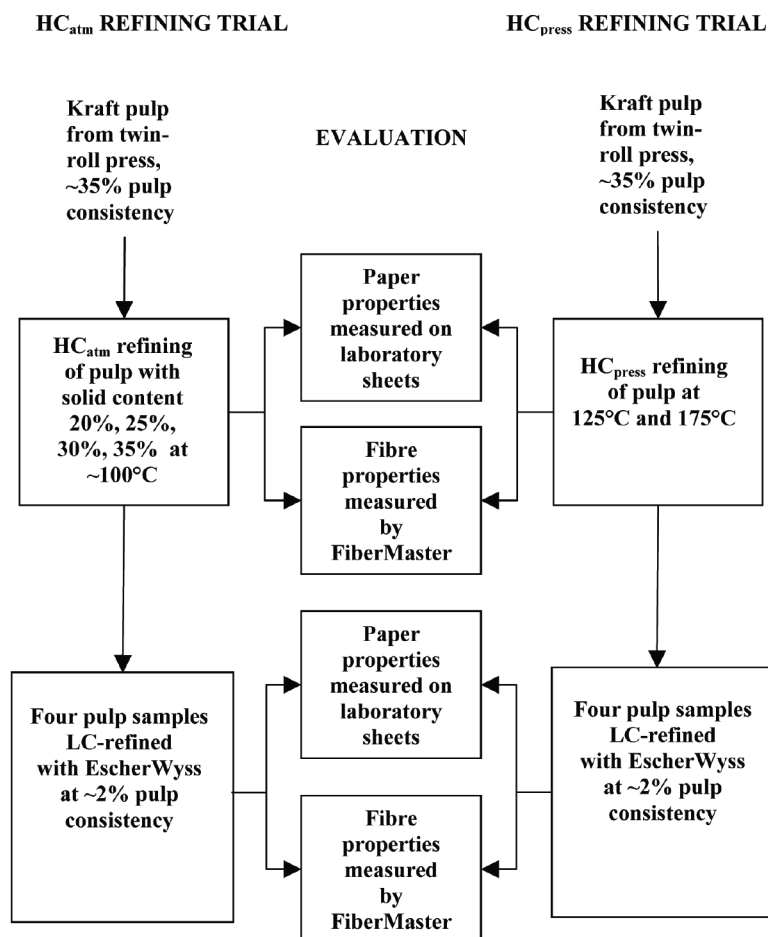 HCatm REFINING TRIAL
HCpress REFINING TRIAL
Kraft pulp
from twin-
roll press,
~35% pulp
consistency
EVALUATION
Kraft pulp
from twin-
roll press,
~35% pulp
consistency
HCatm refining
of pulp with
solid content
20%, 25%,
30%, 35% at
~100°C
Paper
properties
measured on
laboratory
sheets
HCpress refining
of pulp at
125°C and 175°C
Fibre
properties
measured
by
FiberMaster
Four pulp samples
LC-refined
with EscherWyss
at ~2% pulp
consistency
Paper
properties
measured on
laboratory
sheets
Four pulp samples
LC-refined
with EscherWyss
at ~2% pulp
consistency
Fibre
properties
measured
by
FiberMaster